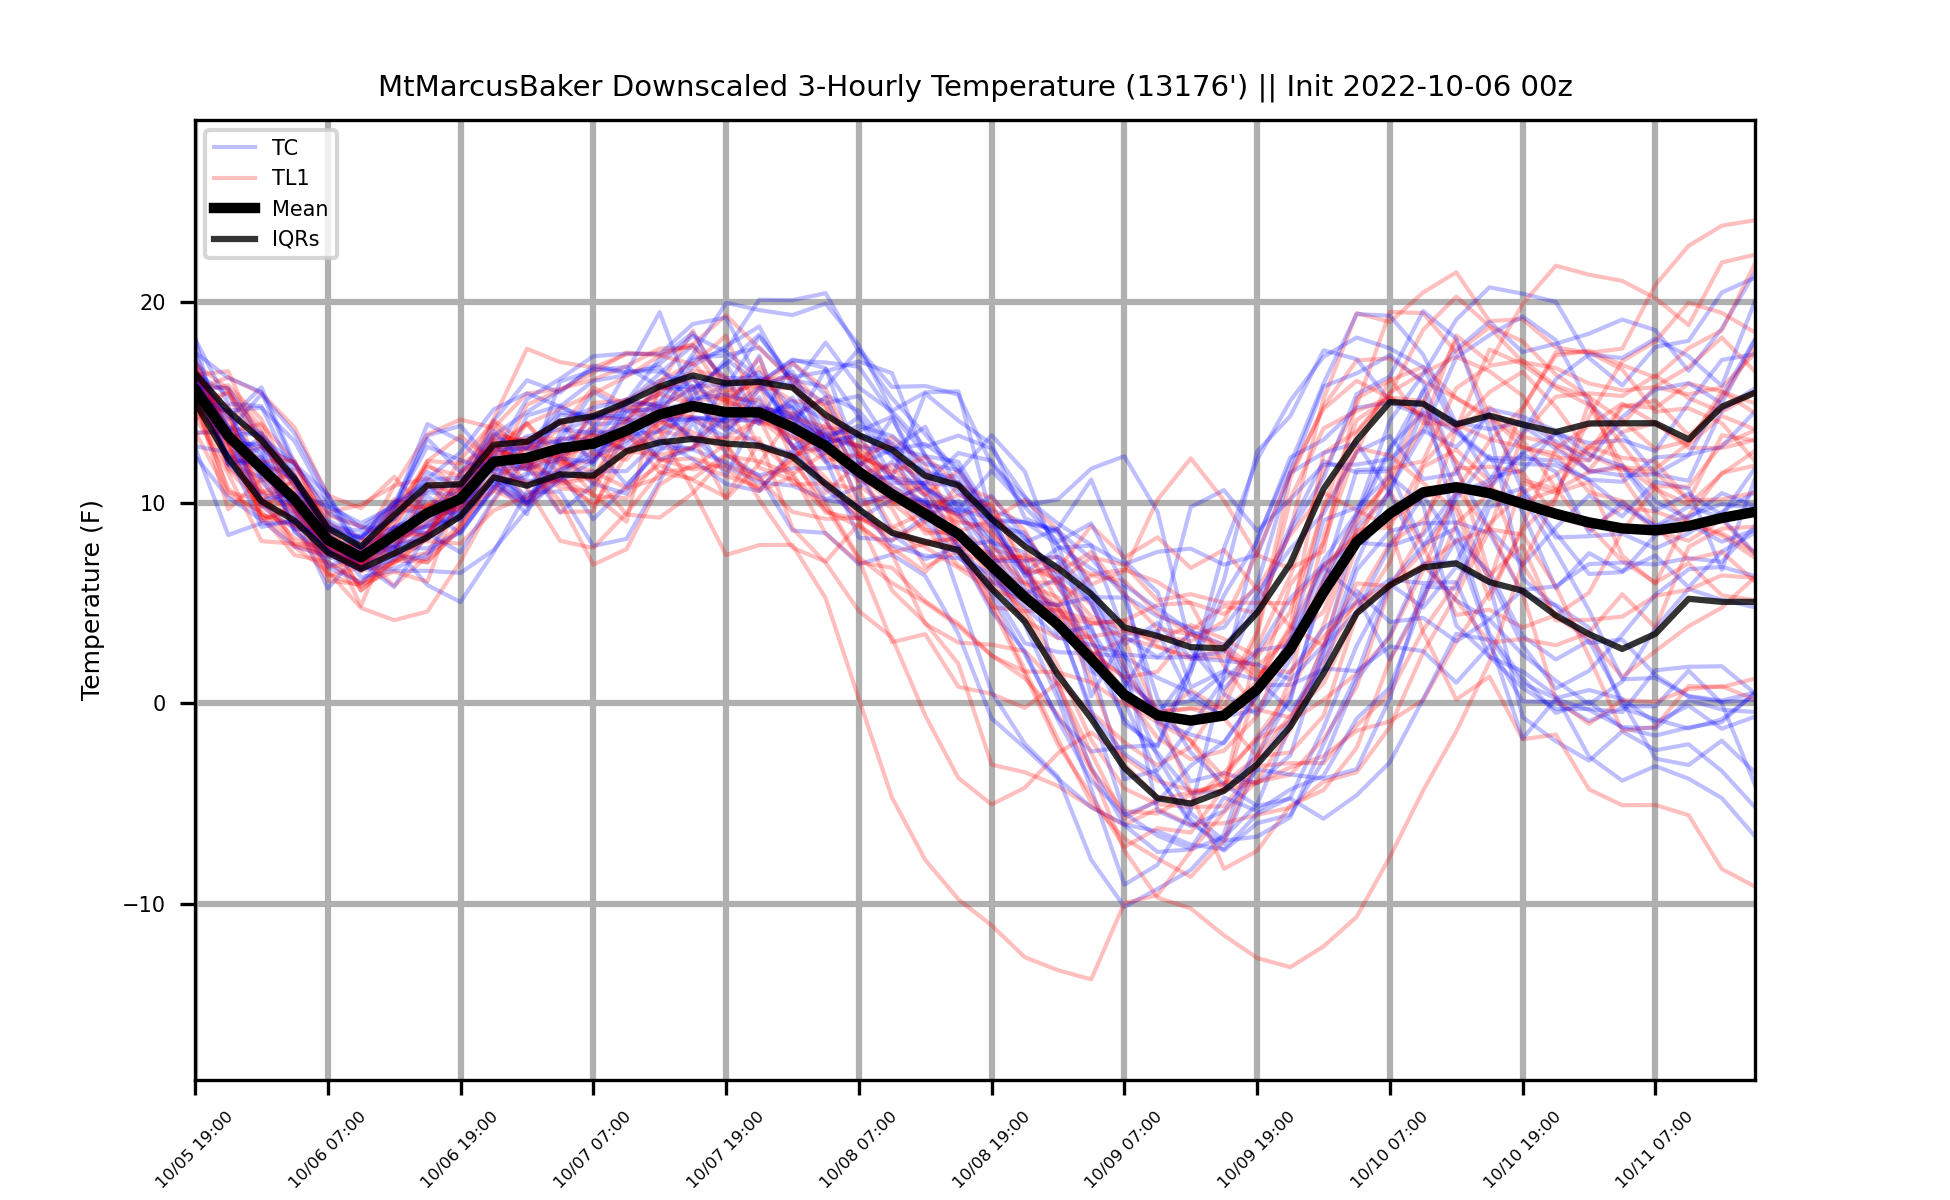 MtMarcusBaker Downscaled 3-Hourly Temperature (13176') || Init 2022-10-06 00z
TC
TL1
Mean
IQRs
Temperature (F)
20
10
0
−10
10/05 19:00
10/06 07:00
10/06 19:00
10/07 07:00
10/07 19:00
10/08 07:00
10/08 19:00
10/09 07:00
10/09 19:00
10/10 07:00
10/10 19:00
10/11 07:00